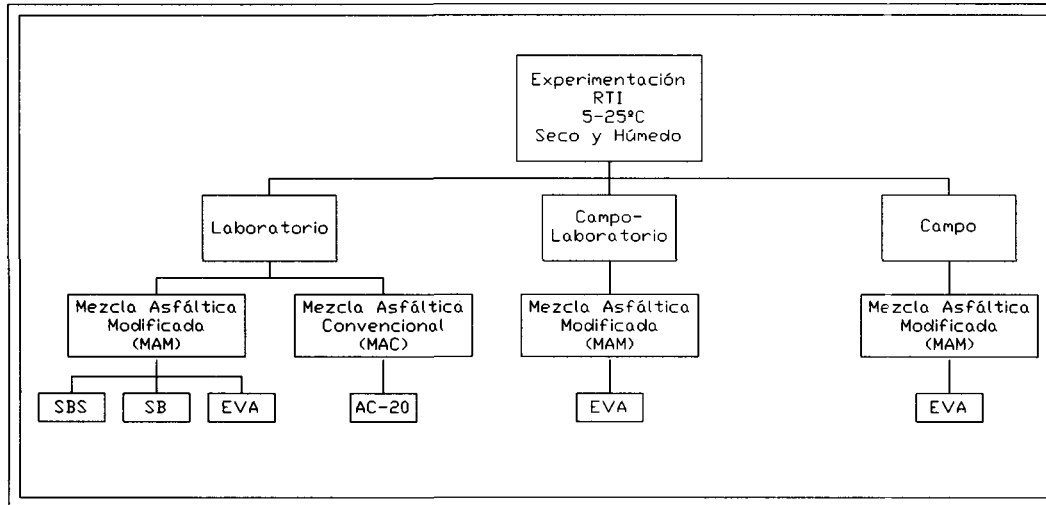 Experimentación
RTI
5-25ºC
Seco y Húmedo
Laboratorio
Campo-
Laboratorio
Campo
Mezcla Asfáltica
Modificada
(MAM)
Mezcla Asfáltica
Convencional
(MAC)
Mezcla Asfáltica
Modificada
(MAM)
Mezcla Asfáltica
Modificada
(MAM)
SBS
SB
EVA
AC-20
EVA
EVA